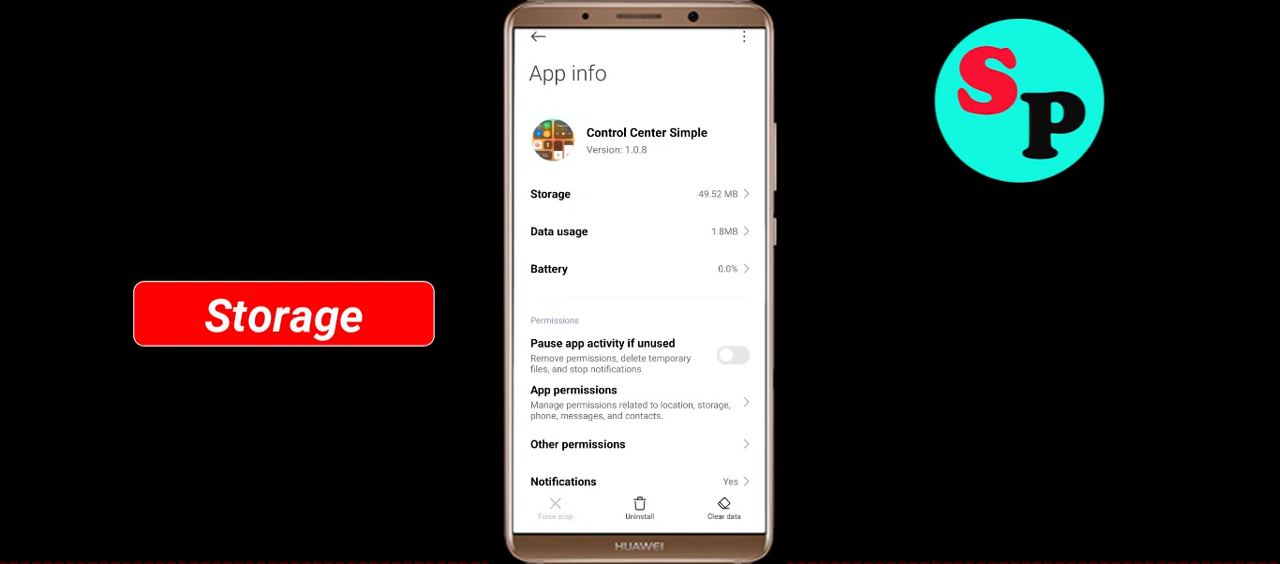 App info
Control Center Simple
Version: 1.0.8
Storage 49.52 MB
Data usage 1.8MB
Battery 0.0%
Permissions
Pause app activity if unused
Remove permissions, delete temporary
files, and stop notifications
App permissions
Manage permissions related to location, storage,
phone, messages, and contacts.
Other permissions
Notifications Yes
Force stop Uninstall Clear data
HUAWEI
Storage
SP